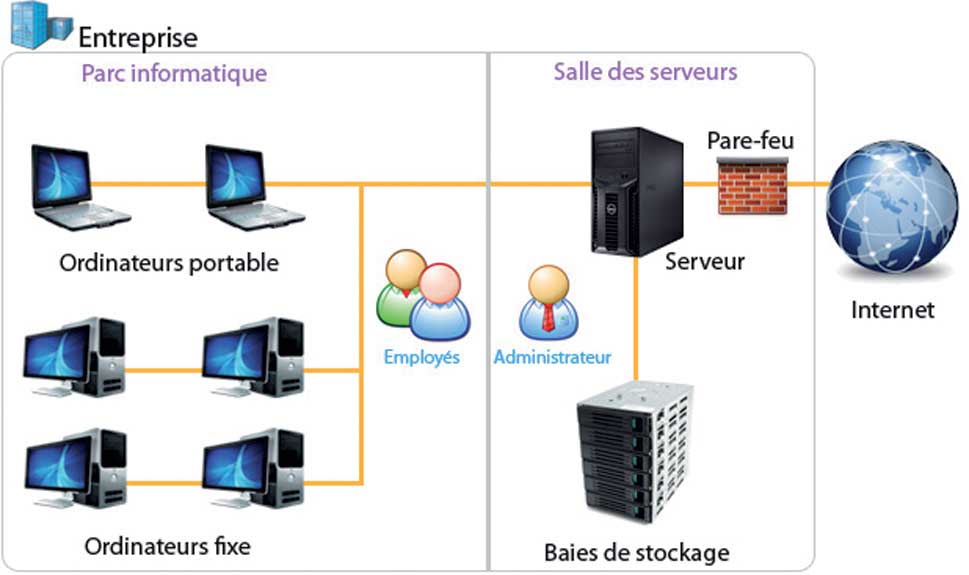 Entreprise
Parc informatique
Salle des serveurs
Pare-feu
Ordinateurs portable
Serveur
Internet
Employés
Administrateur
Ordinateurs fixe
Baies de stockage